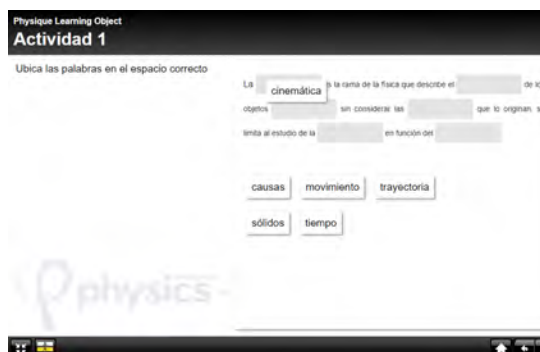 Physique Learning Object
Actividad 1
Ubica las palabras en el espacio correcto
La cinemática s la rama de la física que describe el de lo
objetos sin considerar las que lo originan, s
limita al estudio de la en función del
causas movimiento trayectoria
sólidos tiempo
physics